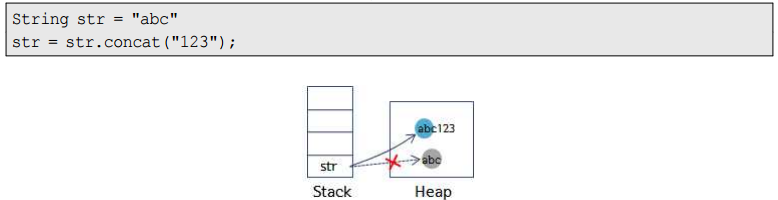 String str = "abc"
str = str.concat("123");
abc123
abc
str
Stack
Heap